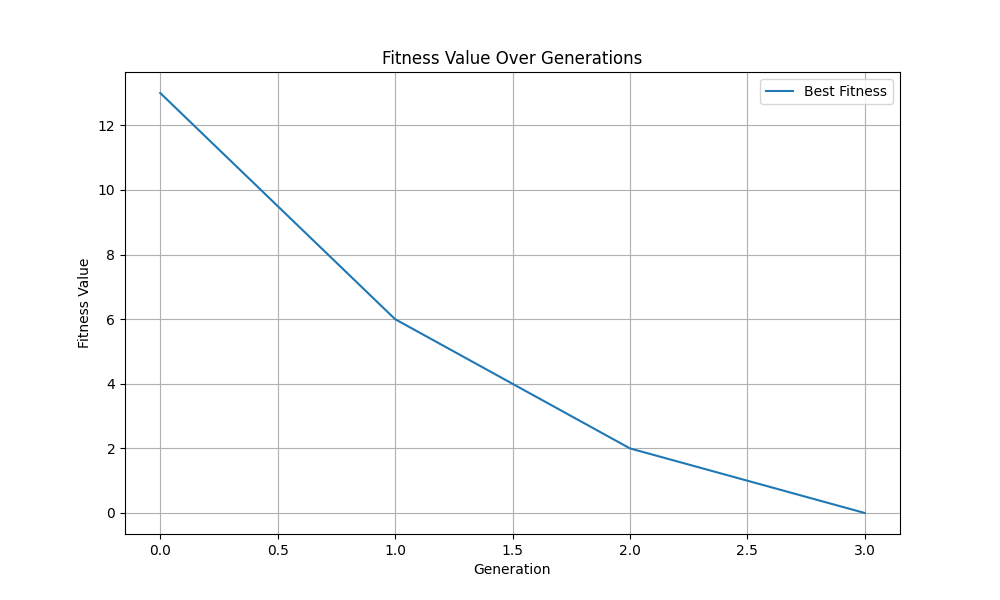 Fitness Value Over Generations
Best Fitness
Fitness Value
12
10
8
6
4
2
0
0.0 0.5 1.0 1.5 2.0 2.5 3.0
Generation